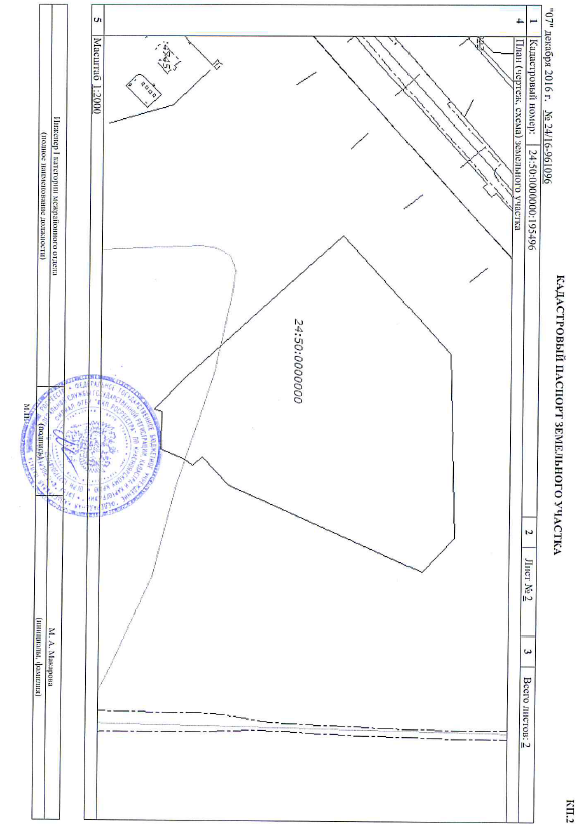 КП.2
КАДАСТРОВЫЙ ПАСПОРТ ЗЕМЕЛЬНОГО УЧАСТКА
"07" декабря 2016 г. № 24/16-961096
1 Кадастровый номер: 24:50:0000000:195496 2 Лист № 2 3 Всего листов: 2
4 План (чертеж, схема) земельного участка
24:50:0000000
5 Масштаб 1:2000
Инженер I категории межрайонного отдела М. А. Макарова
(полное наименование должности) (подпись) (инициалы, фамилия)
М.П.